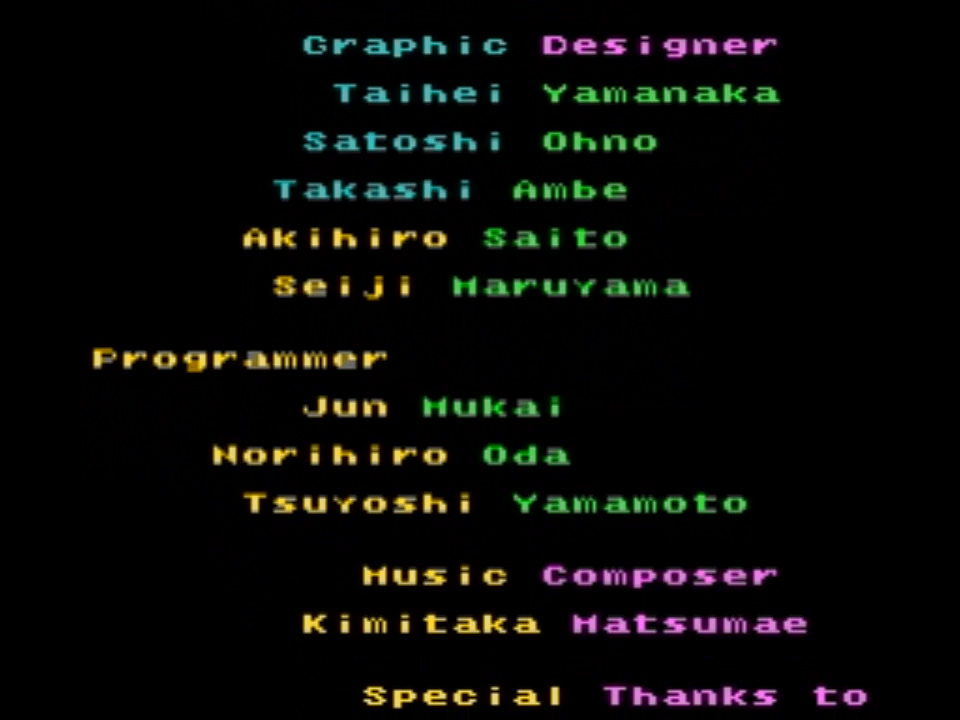 Graphic Designer
Taihei Yamanaka
Satoshi Ohno
Takashi Ambe
Akihiro Saito
Seiji Maruyama
Programmer
Jun Mukai
Norihiro Oda
Tsuyoshi Yamamoto
Music Composer
Kimitaka Matsumae
Special Thanks to